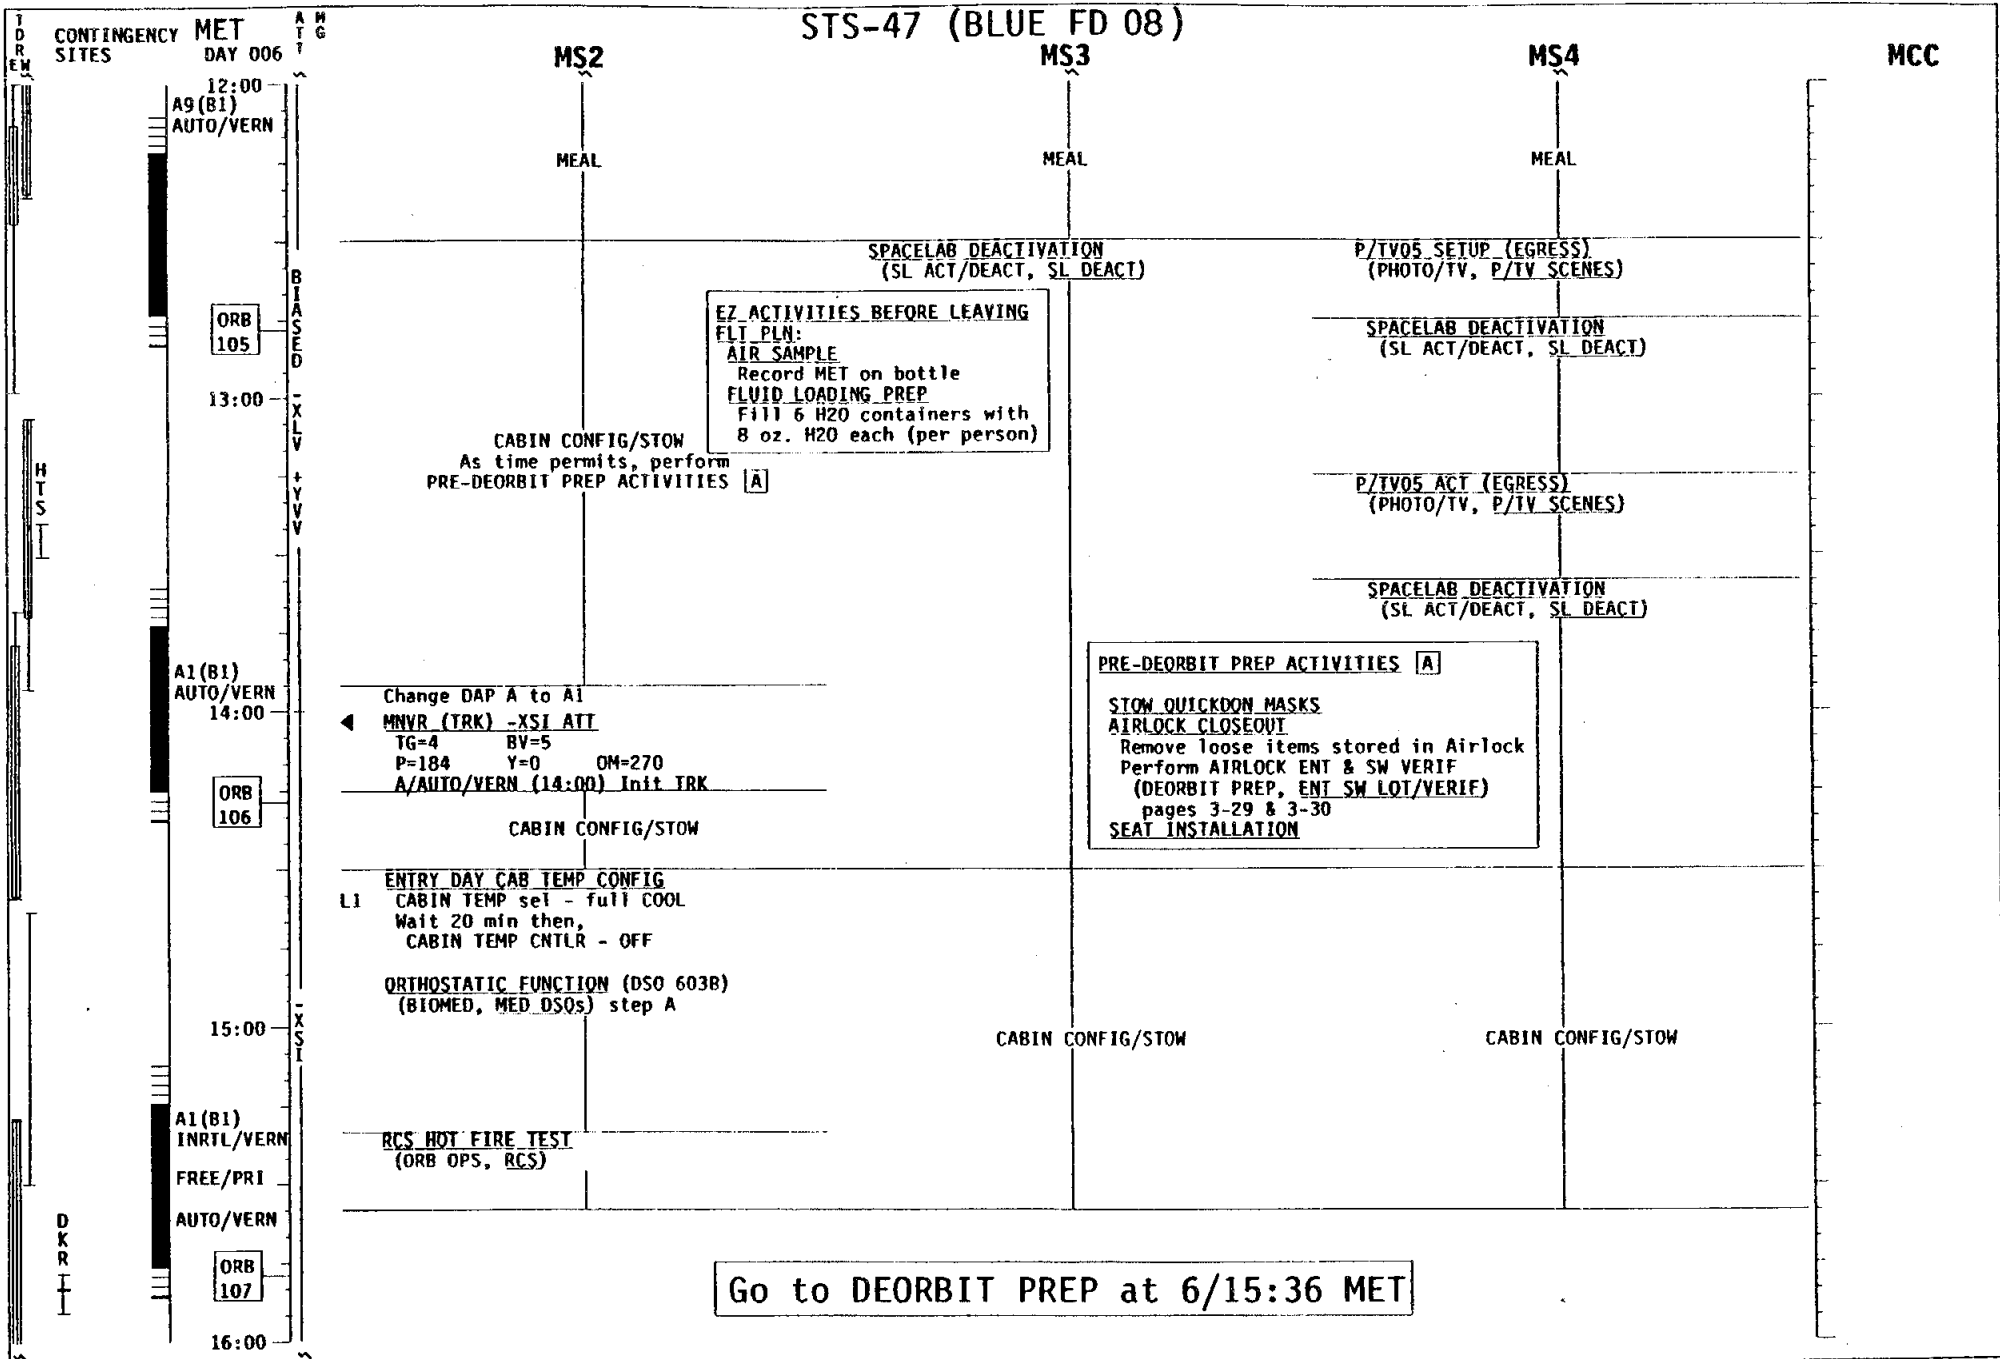 STS-47 (BLUE FD 08)
TDRE W
CONTINGENCY SITES
MET
DAY 006
ATT
MG
MS2
MS3
MS4
MCC
12:00
A9(B1)
AUTO/VERN
MEAL
MEAL
MEAL
SPACELAB DEACTIVATION
(SL ACT/DEACT, SL DEACT)
P/TV05 SETUP (EGRESS)
(PHOTO/TV, P/TV SCENES)
BIASED -XLV +YVV
EZ ACTIVITIES BEFORE LEAVING
FLT PLN:
AIR SAMPLE
Record MET on bottle
FLUID LOADING PREP
Fill 6 H2O containers with
8 oz. H2O each (per person)
ORB
105
SPACELAB DEACTIVATION
(SL ACT/DEACT, SL DEACT)
13:00
CABIN CONFIG/STOW
As time permits, perform
PRE-DEORBIT PREP ACTIVITIES [A]
HTS
P/TV05 ACT (EGRESS)
(PHOTO/TV, P/TV SCENES)
SPACELAB DEACTIVATION
(SL ACT/DEACT, SL DEACT)
A1(B1)
AUTO/VERN
14:00
Change DAP A to A1
MNVR (TRK) -XSI ATT
TG=4 BV=5
P=184 Y=0 OM=270
A/AUTO/VERN (14:00) Init TRK
PRE-DEORBIT PREP ACTIVITIES [A]
STOW QUICKDON MASKS
AIRLOCK CLOSEOUT
Remove loose items stored in Airlock
Perform AIRLOCK ENT & SW VERIF
(DEORBIT PREP, ENT SW LOT/VERIF)
pages 3-29 & 3-30
SEAT INSTALLATION
ORB
106
CABIN CONFIG/STOW
ENTRY DAY CAB TEMP CONFIG
L1 CABIN TEMP sel - full COOL
Wait 20 min then,
CABIN TEMP CNTLR - OFF
ORTHOSTATIC FUNCTION (DSO 603B)
(BIOMED, MED DSOs) step A
-XSI
15:00
CABIN CONFIG/STOW
CABIN CONFIG/STOW
A1(B1)
INRTL/VERN
RCS HOT FIRE TEST
(ORB OPS, RCS)
FREE/PRI
AUTO/VERN
DKR
ORB
107
Go to DEORBIT PREP at 6/15:36 MET
16:00